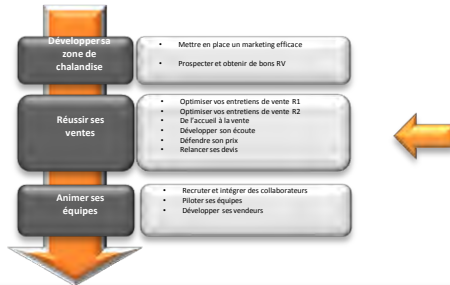 Développer sa
zone de
chalandise
• Mettre en place un marketing efficace
• Prospecter et obtenir de bons RV
Réussir ses
ventes
• Optimiser vos entretiens de vente R1
• Optimiser vos entretiens de vente R2
• De l'accueil à la vente
• Développer son écoute
• Défendre son prix
• Relancer ses devis
Animer ses
équipes
• Recruter et intégrer des collaborateurs
• Piloter ses équipes
• Développer ses vendeurs